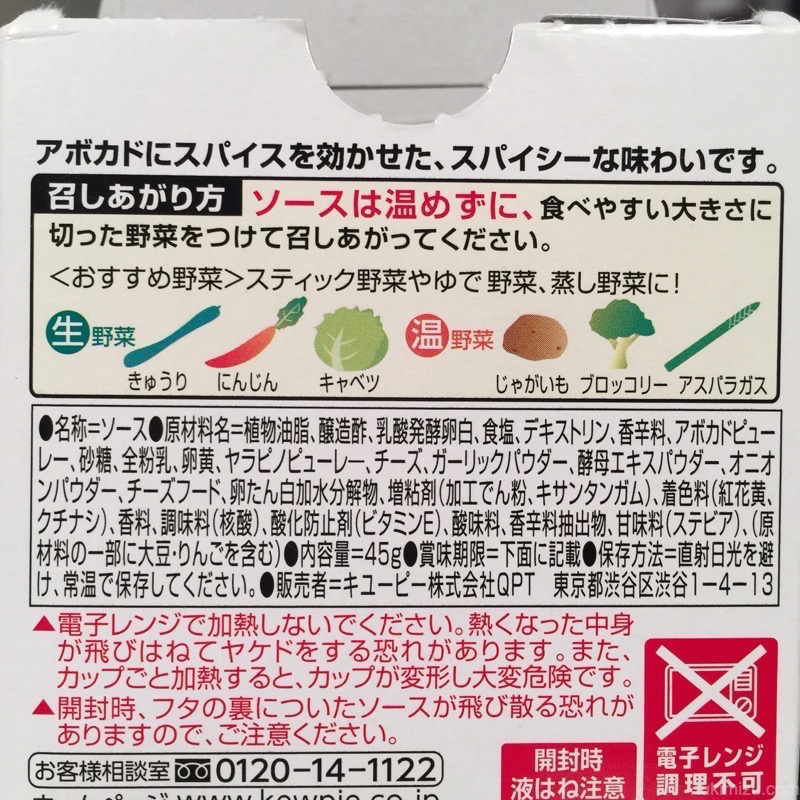 アボカドにスパイスを効かせた、スパイシーな味わいです。
召しあがり方 ソースは温めずに、食べやすい大きさに
切った野菜をつけて召しあがってください。
<おすすめ野菜>スティック野菜やゆで野菜、蒸し野菜に!
生野菜 温野菜
きゅうり にんじん キャベツ じゃがいも ブロッコリー アスパラガス
●名称=ソース●原材料名=植物油脂、醸造酢、乳酸発酵卵白、食塩、デキストリン、香辛料、アボカドピュー
レー、砂糖、全粉乳、卵黄、ヤラピノピューレー、チーズ、ガーリックパウダー、酵母エキスパウダー、オニオ
ンパウダー、チーズフード、卵たん白加水分解物、増粘剤(加工でん粉、キサンタンガム)、着色料(紅花黄、
クチナシ)、香料、調味料(核酸)、酸化防止剤(ビタミンE)、酸味料、香辛料抽出物、甘味料(ステビア)、(原
材料の一部に大豆・りんごを含む)●内容量=45g●賞味期限=下面に記載●保存方法=直射日光を避
け、常温で保存してください。●販売者=キユーピー株式会社QPT 東京都渋谷区渋谷1-4-13
▲電子レンジで加熱しないでください。熱くなった中身
が飛びはねてヤケドをする恐れがあります。また、
カップごと加熱すると、カップが変形し大変危険です。
▲開封時、フタの裏についたソースが飛び散る恐れが
ありますので、ご注意ください。
電子レンジ
調理不可
開封時
液はね注意
お客様相談室 0120-14-1122
ホームページ www.kewpie.co.jp